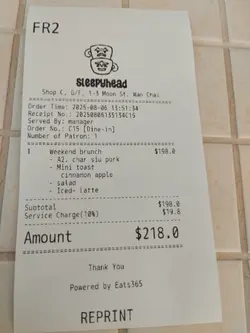 FR2
sleepyhead
Shop C, G/F, 1-3 Moon St. Wan Chai
Order Time: 2025-08-06 13:51:34
Receipt No.: 20250806135134C15
Served By: manager
Order No.: C15 [Dine-in]
Number of Patron: 1
1 Weekend brunch $198.0
- A2. char siu pork
- Mini toast
cinnamon apple
- salad
- Iced- latte
Subtotal $198.0
Service Charge(10%) $19.8
Amount $218.0
Thank You
Powered by Eats365
REPRINT